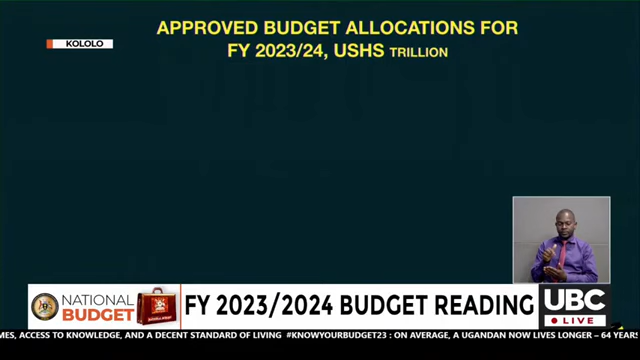 APPROVED BUDGET ALLOCATIONS FOR
FY 2023/24, USHS TRILLION
KOLOLO
NATIONAL
BUDGET
FY 2023/2024 BUDGET READING
UBC
LIVE
MES, ACCESS TO KNOWLEDGE, AND A DECENT STANDARD OF LIVING #KNOWYOURBUDGET23 : ON AVERAGE, A UGANDAN NOW LIVES LONGER – 64 YEARS